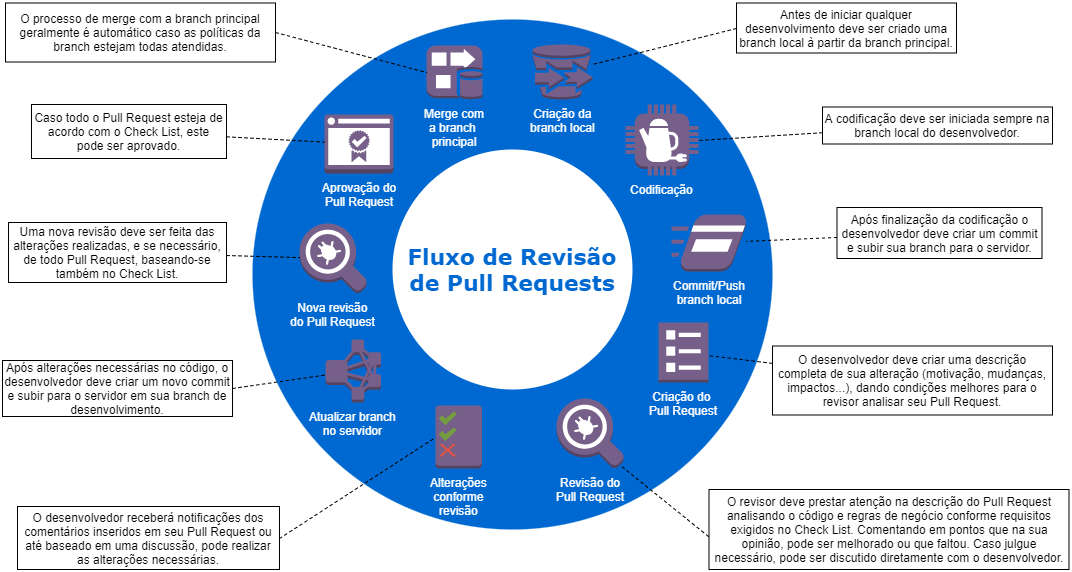 O processo de merge com a branch principal
geralmente é automático caso as políticas da
branch estejam todas atendidas.
Antes de iniciar qualquer
desenvolvimento deve ser criado uma
branch local à partir da branch principal.
Merge com
a branch
principal
Criação da
branch local
Caso todo o Pull Request esteja de
acordo com o Check List, este
pode ser aprovado.
A codificação deve ser iniciada sempre na
branch local do desenvolvedor.
Aprovação do
Pull Request
Codificação
Uma nova revisão deve ser feita das
alterações realizadas, e se necessário,
de todo Pull Request, baseando-se
também no Check List.
Após finalização da codificação o
desenvolvedor deve criar um commit
e subir sua branch para o servidor.
Fluxo de Revisão
de Pull Requests
Nova revisão
do Pull Request
Commit/Push
branch local
Após alterações necessárias no código, o
desenvolvedor deve criar um novo commit
e subir para o servidor em sua branch de
desenvolvimento.
O desenvolvedor deve criar uma descrição
completa de sua alteração (motivação, mudanças,
impactos...), dando condições melhores para o
revisor analisar seu Pull Request.
Atualizar branch
no servidor
Criação do
Pull Request
Alterações
conforme
revisão
Revisão do
Pull Request
O desenvolvedor receberá notificações dos
comentários inseridos em seu Pull Request ou
até baseado em uma discussão, pode realizar
as alterações necessárias.
O revisor deve prestar atenção na descrição do Pull Request
analisando o código e regras de negócio conforme requisitos
exigidos no Check List. Comentando em pontos que na sua
opinião, pode ser melhorado ou que faltou. Caso julgue
necessário, pode ser discutido diretamente com o desenvolvedor.